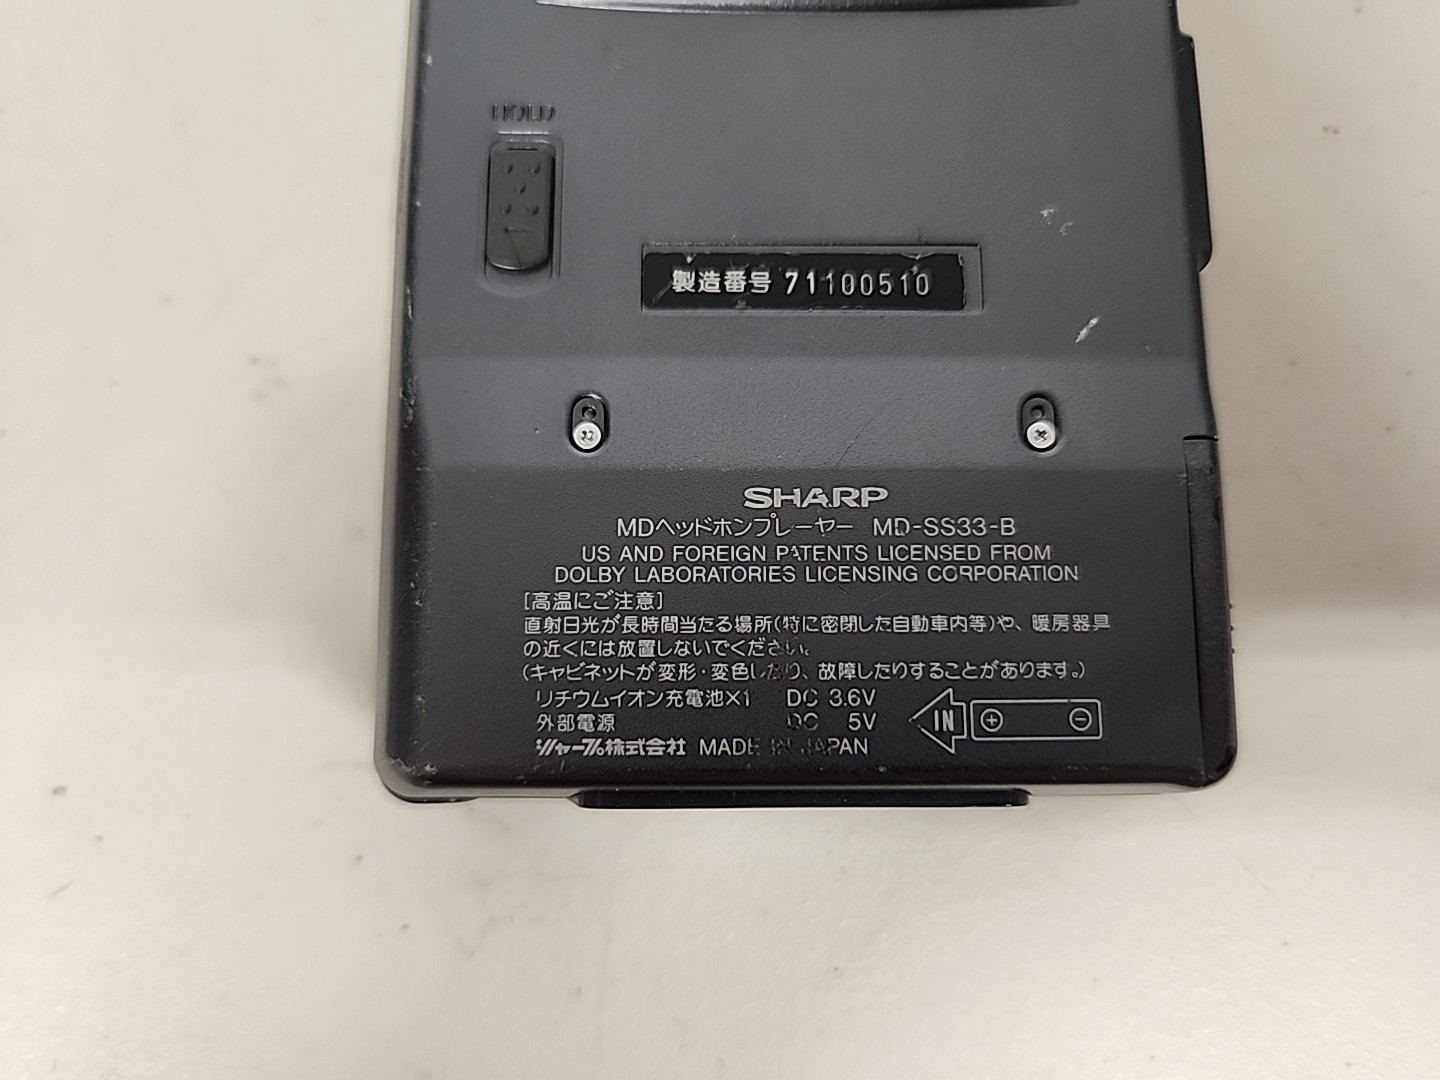 HOLD
製造番号 71100510
SHARP
MDヘッドホンプレーヤー MD-SS33-B
US AND FOREIGN PATENTS LICENSED FROM
DOLBY LABORATORIES LICENSING CORPORATION
[高温にご注意]
直射日光が長時間当たる場所(特に密閉した自動車内等)や、暖房器具
の近くには放置しないでください。
(キャビネットが変形・変色したり、故障したりすることがあります。)
リチウムイオン充電池×1 DC 3.6V
外部電源 DC 5V
IN ⊕ ⊖
シャープ株式会社 MADE IN JAPAN